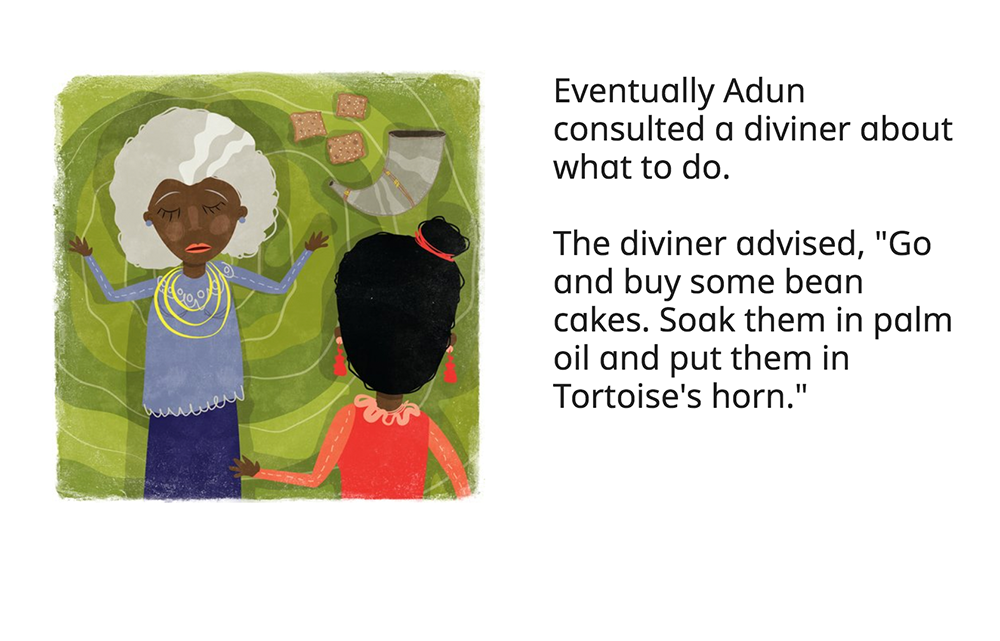 Eventually Adun
consulted a diviner about
what to do.
The diviner advised, "Go
and buy some bean
cakes. Soak them in palm
oil and put them in
Tortoise's horn."